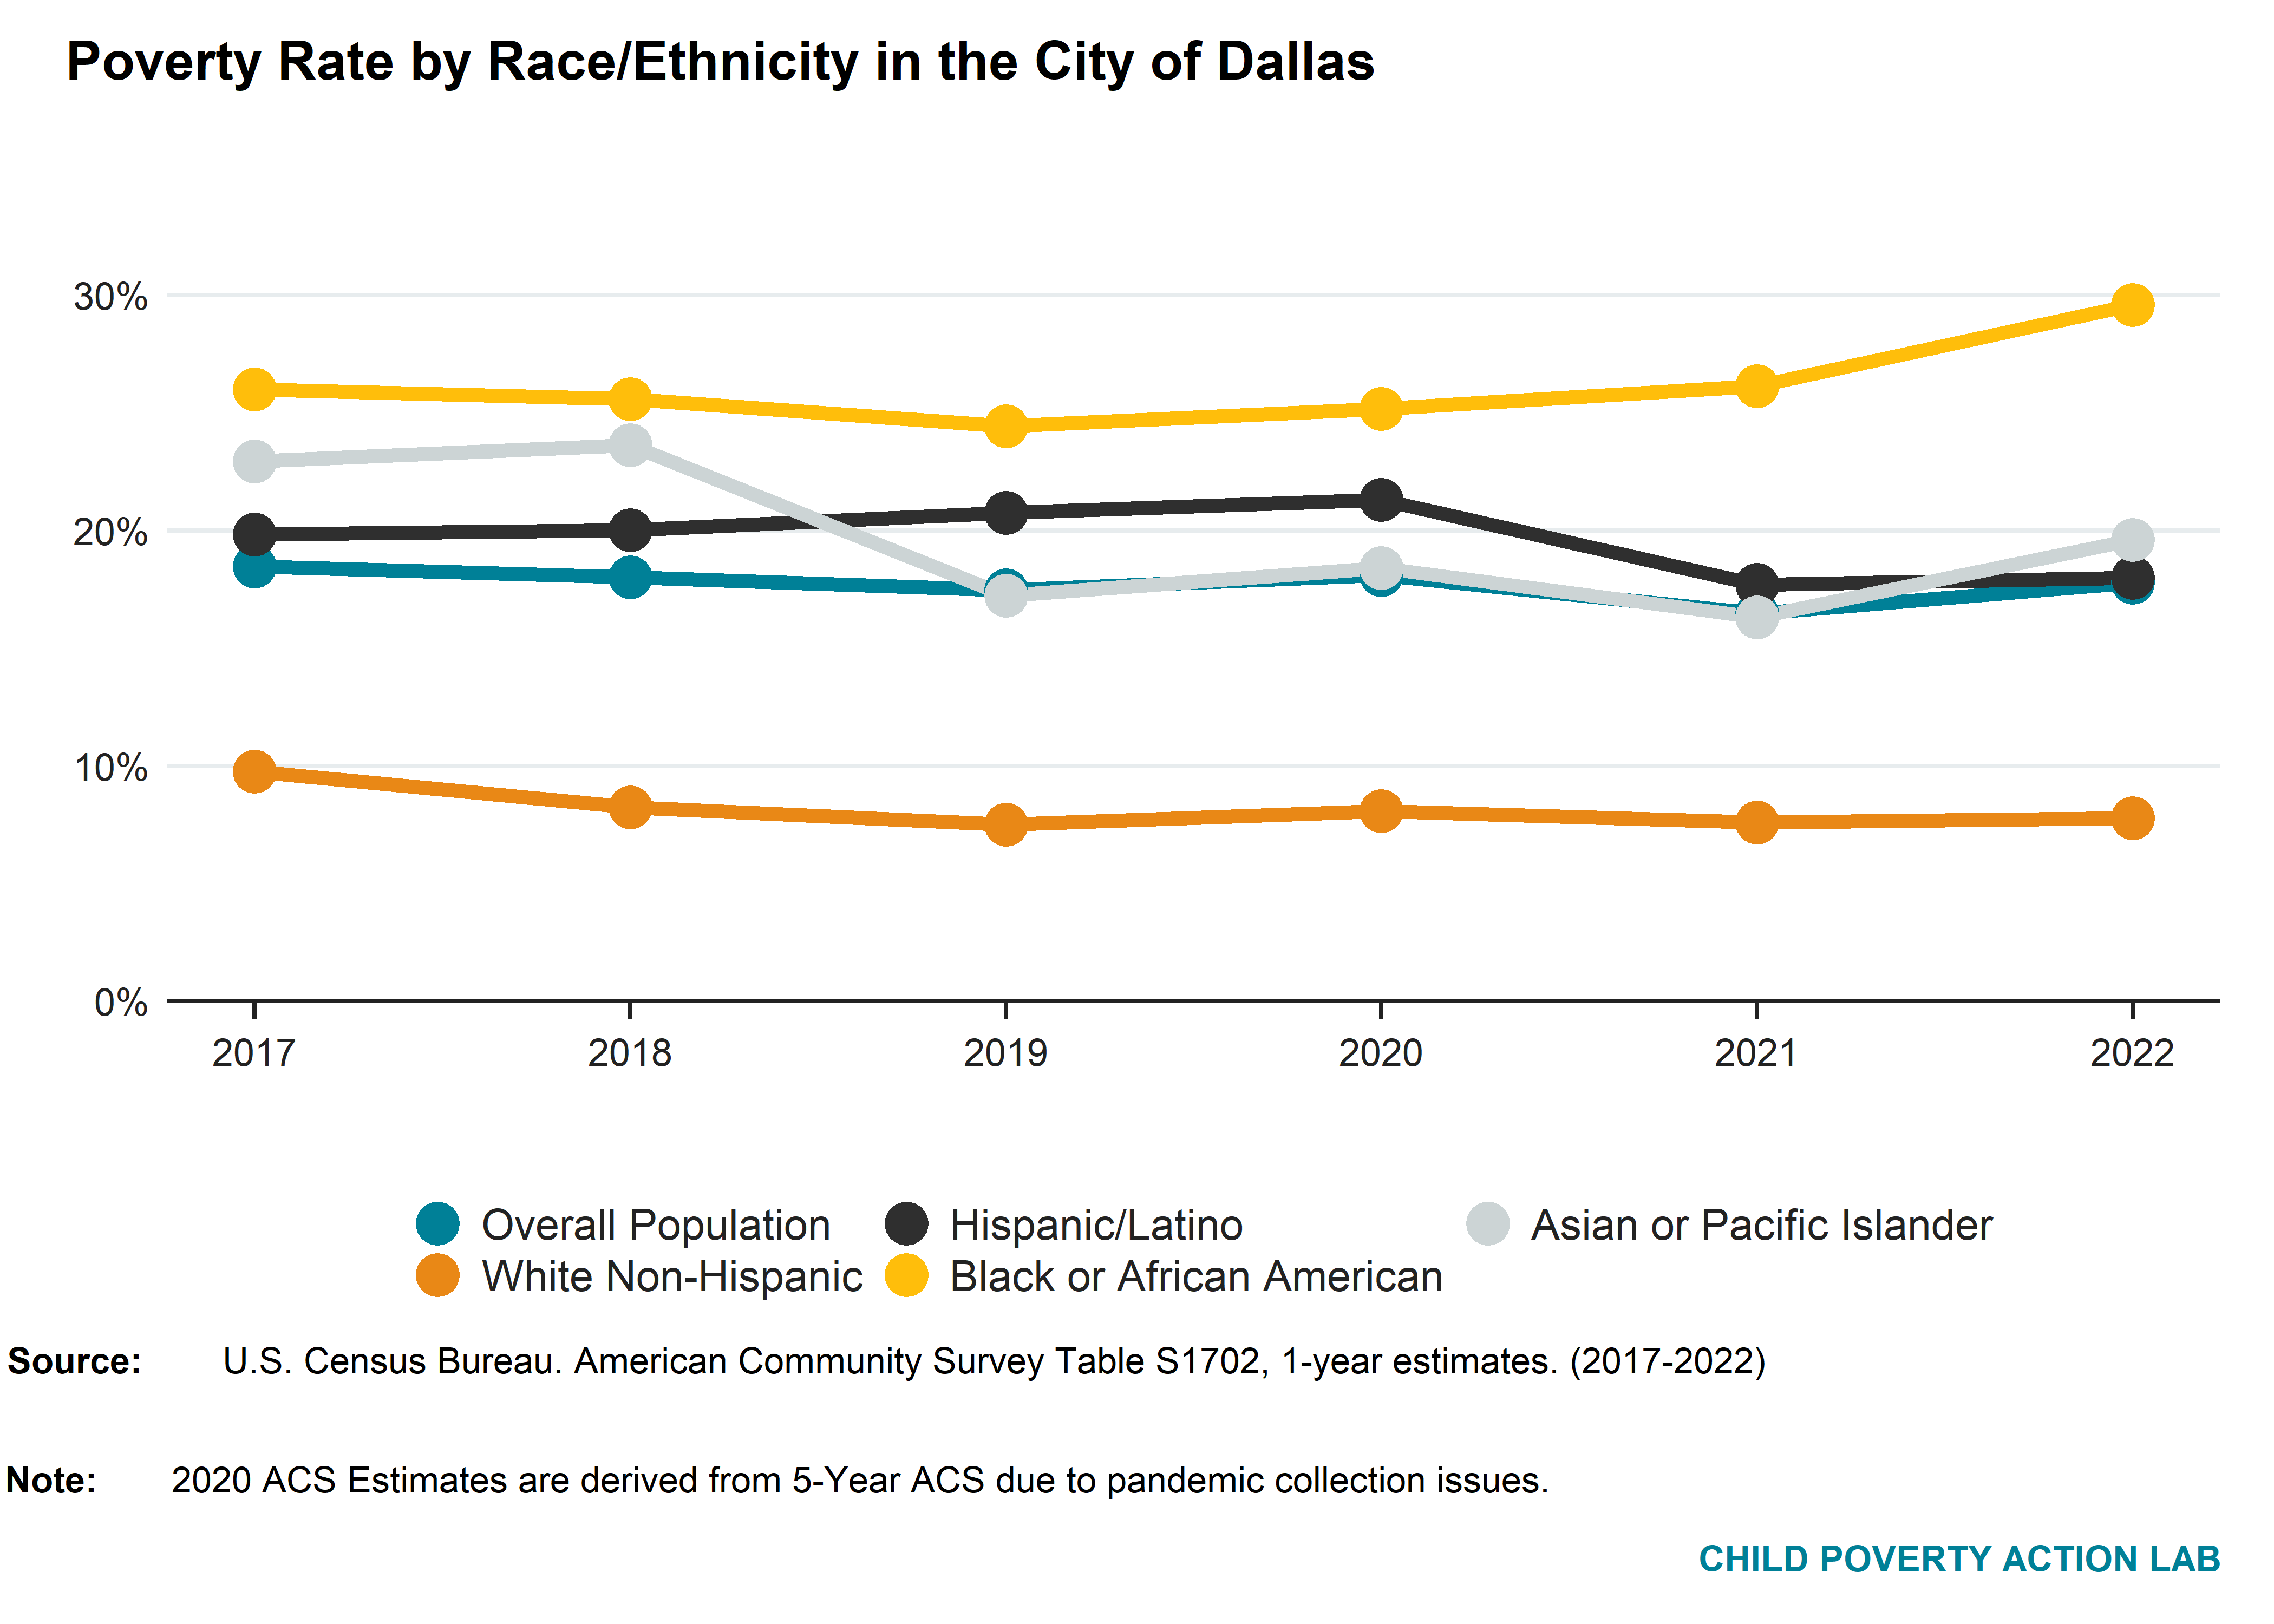 Poverty Rate by Race/Ethnicity in the City of Dallas
30%
20%
10%
0%
2017 2018 2019 2020 2021 2022
Overall Population Hispanic/Latino Asian or Pacific Islander
White Non-Hispanic Black or African American
Source: U.S. Census Bureau. American Community Survey Table S1702, 1-year estimates. (2017-2022)
Note: 2020 ACS Estimates are derived from 5-Year ACS due to pandemic collection issues.
CHILD POVERTY ACTION LAB